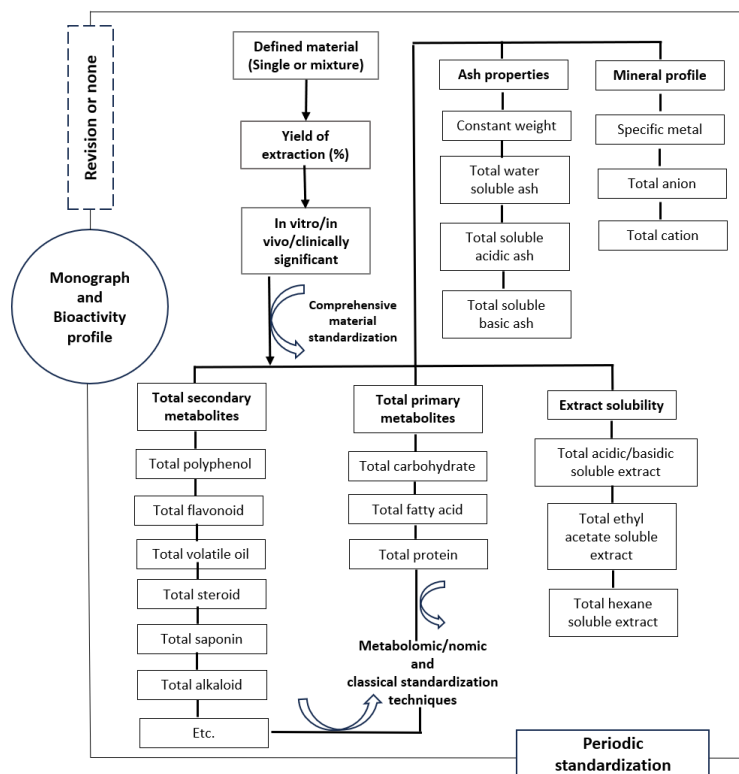 Revision or none
Monograph
and
Bioactivity
profile
Defined material
(Single or mixture)
Yield of
extraction (%)
In vitro/in
vivo/clinically
significant
Comprehensive
material
standardization
Ash properties
Constant weight
Total water
soluble ash
Total soluble
acidic ash
Total soluble
basic ash
Mineral profile
Specific metal
Total anion
Total cation
Total secondary
metabolites
Total polyphenol
Total flavonoid
Total volatile oil
Total steroid
Total saponin
Total alkaloid
Etc.
Total primary
metabolites
Total carbohydrate
Total fatty acid
Total protein
Metabolomic/nomic
and
classical standardization
techniques
Extract solubility
Total acidic/basidic
soluble extract
Total ethyl
acetate soluble
extract
Total hexane
soluble extract
Periodic
standardization